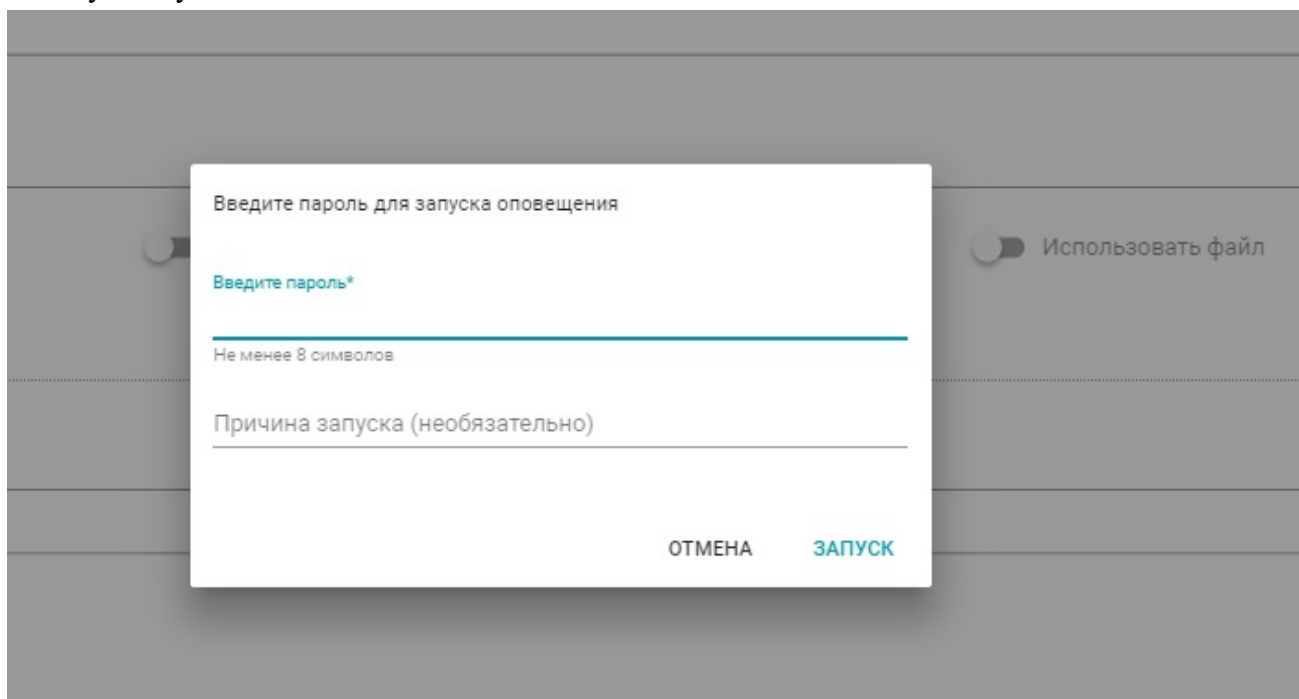 Введите пароль для запуска оповещения
Использовать файл
Введите пароль*
Не менее 8 символов
Причина запуска (необязательно)
ОТМЕНА ЗАПУСК